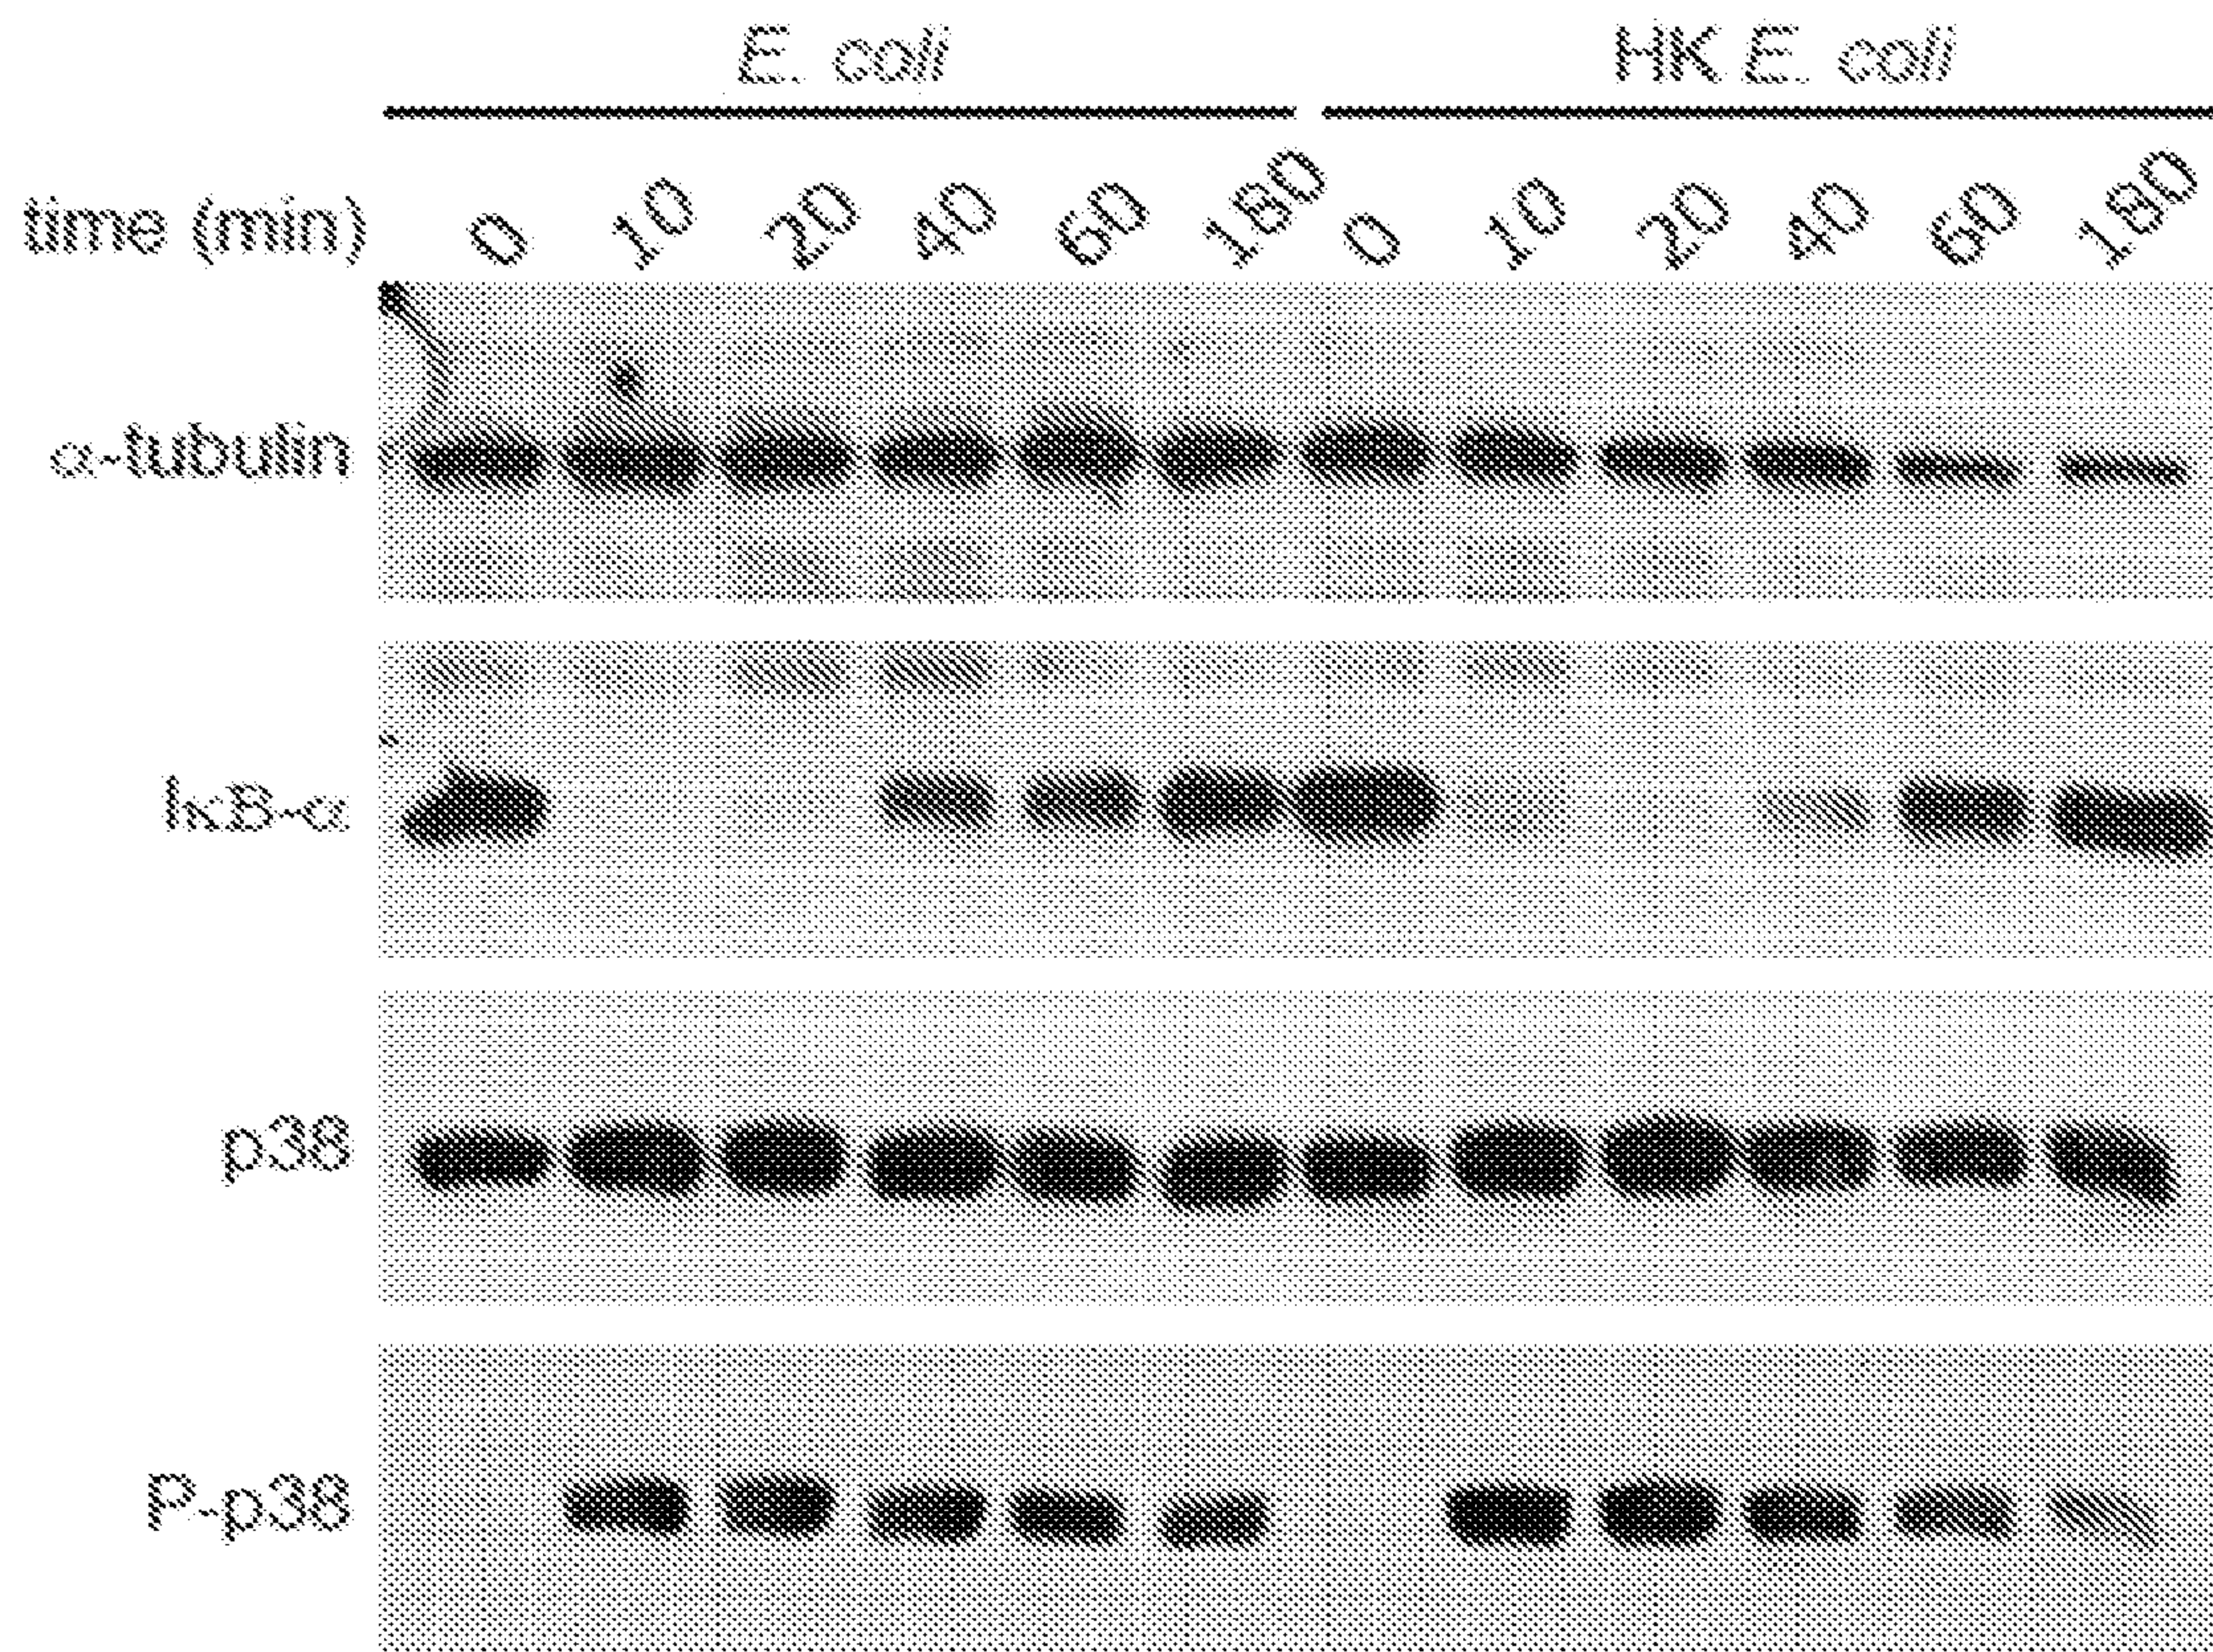 E. coli HK E. coli
time (min) 0 10 20 40 60 180 0 10 20 40 60 180
α-tubulin
IκB-α
p38
P-p38